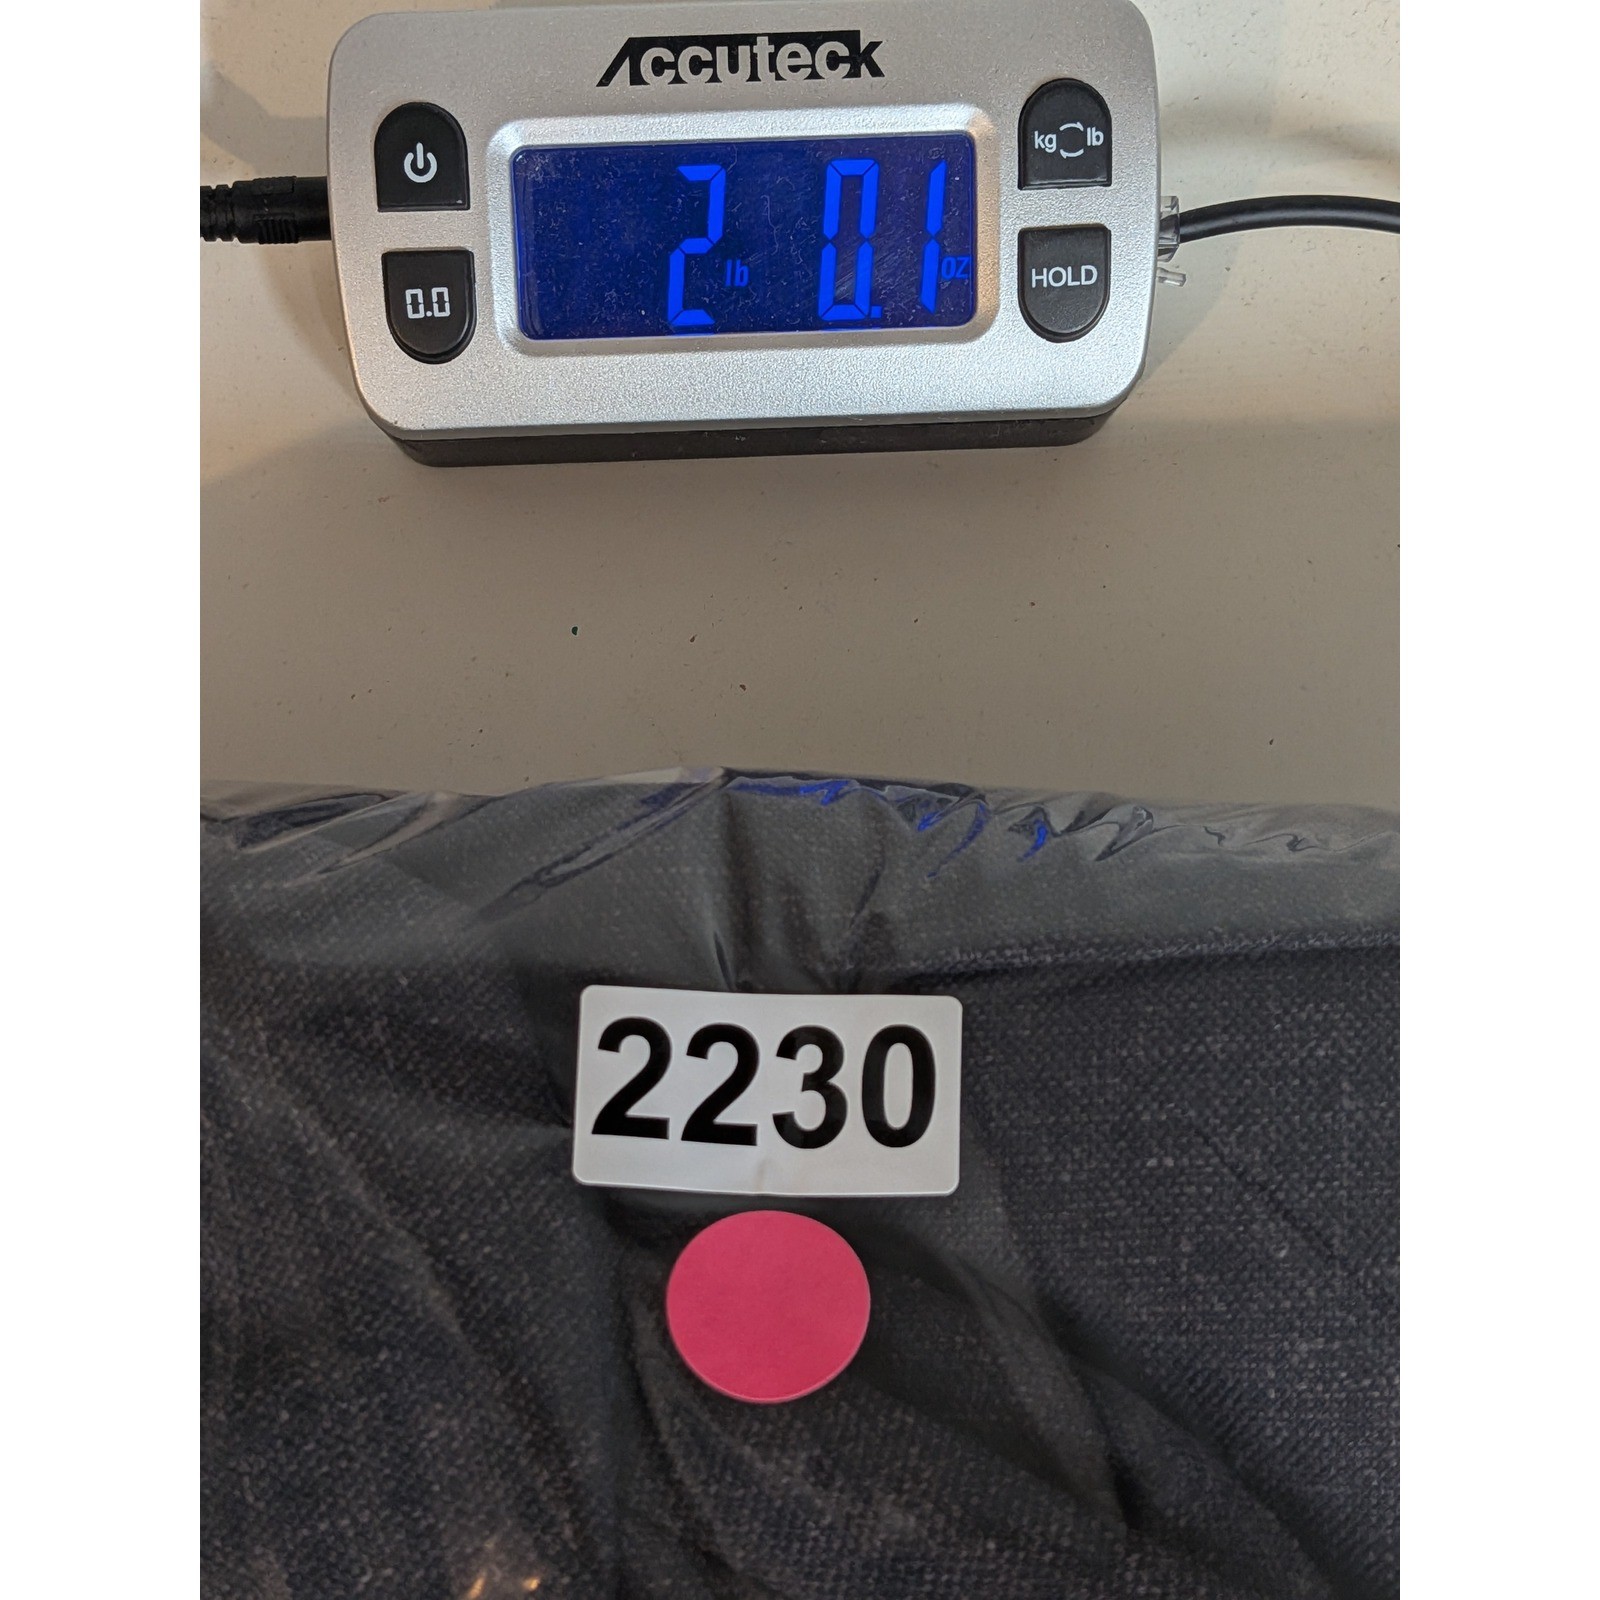 Accuteck
kg lb
2 lb 0.1 oz
0.0
HOLD
2230